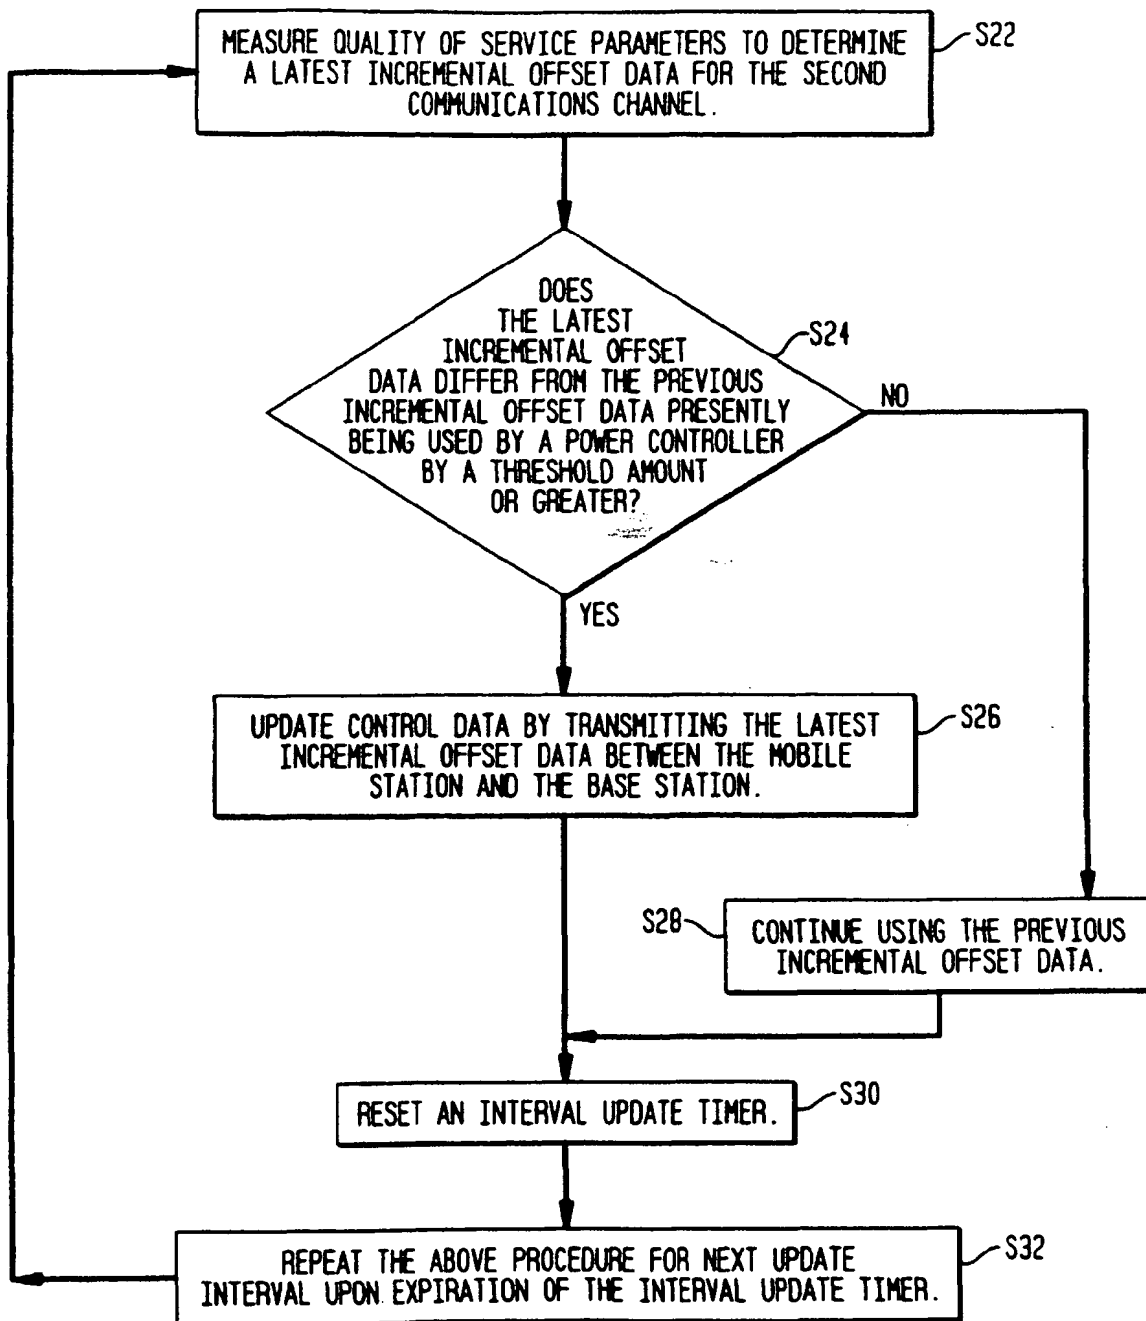 MEASURE QUALITY OF SERVICE PARAMETERS TO DETERMINE
A LATEST INCREMENTAL OFFSET DATA FOR THE SECOND
COMMUNICATIONS CHANNEL.
S22
DOES
THE LATEST
INCREMENTAL OFFSET
DATA DIFFER FROM THE PREVIOUS
INCREMENTAL OFFSET DATA PRESENTLY
BEING USED BY A POWER CONTROLLER
BY A THRESHOLD AMOUNT
OR GREATER?
S24
NO
YES
UPDATE CONTROL DATA BY TRANSMITTING THE LATEST
INCREMENTAL OFFSET DATA BETWEEN THE MOBILE
STATION AND THE BASE STATION.
S26
S28
CONTINUE USING THE PREVIOUS
INCREMENTAL OFFSET DATA.
RESET AN INTERVAL UPDATE TIMER.
S30
REPEAT THE ABOVE PROCEDURE FOR NEXT UPDATE
INTERVAL UPON EXPIRATION OF THE INTERVAL UPDATE TIMER.
S32